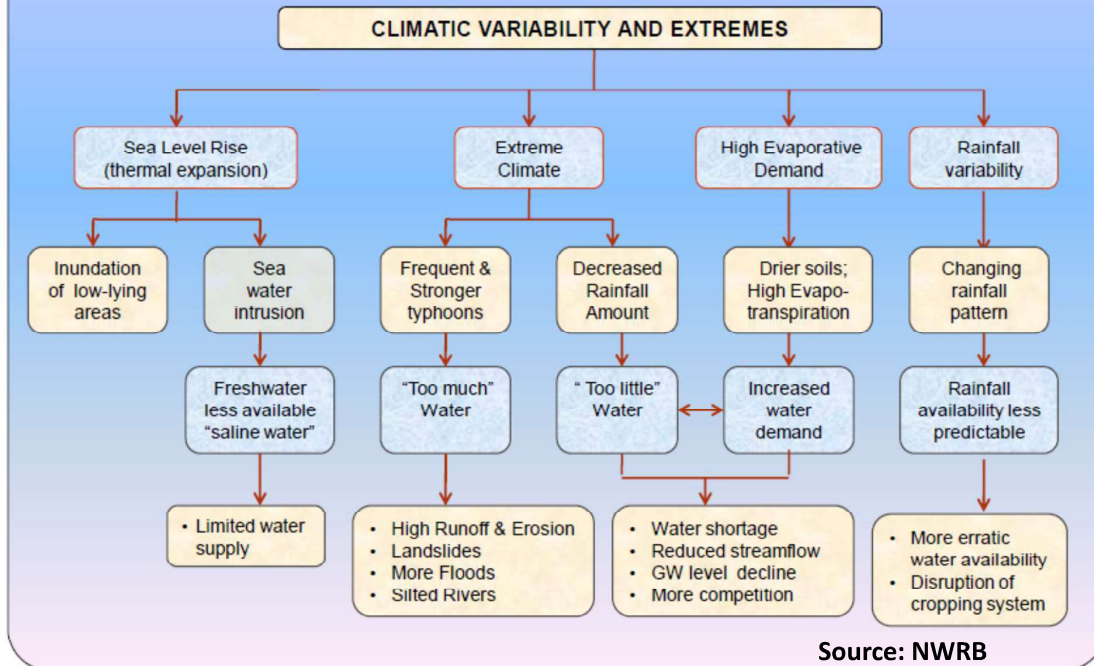 CLIMATIC VARIABILITY AND EXTREMES
Sea Level Rise
(thermal expansion)
Extreme
Climate
High Evaporative
Demand
Rainfall
variability
Inundation
of low-lying
areas
Sea
water
intrusion
Frequent &
Stronger
typhoons
Decreased
Rainfall
Amount
Drier soils;
High Evapo-
transpiration
Changing
rainfall
pattern
Freshwater
less available
“saline water”
“Too much”
Water
“ Too little”
Water
Increased
water
demand
Rainfall
availability less
predictable
• Limited water
supply
• High Runoff & Erosion
• Landslides
• More Floods
• Silted Rivers
• Water shortage
• Reduced streamflow
• GW level decline
• More competition
• More erratic
water availability
• Disruption of
cropping system
Source: NWRB